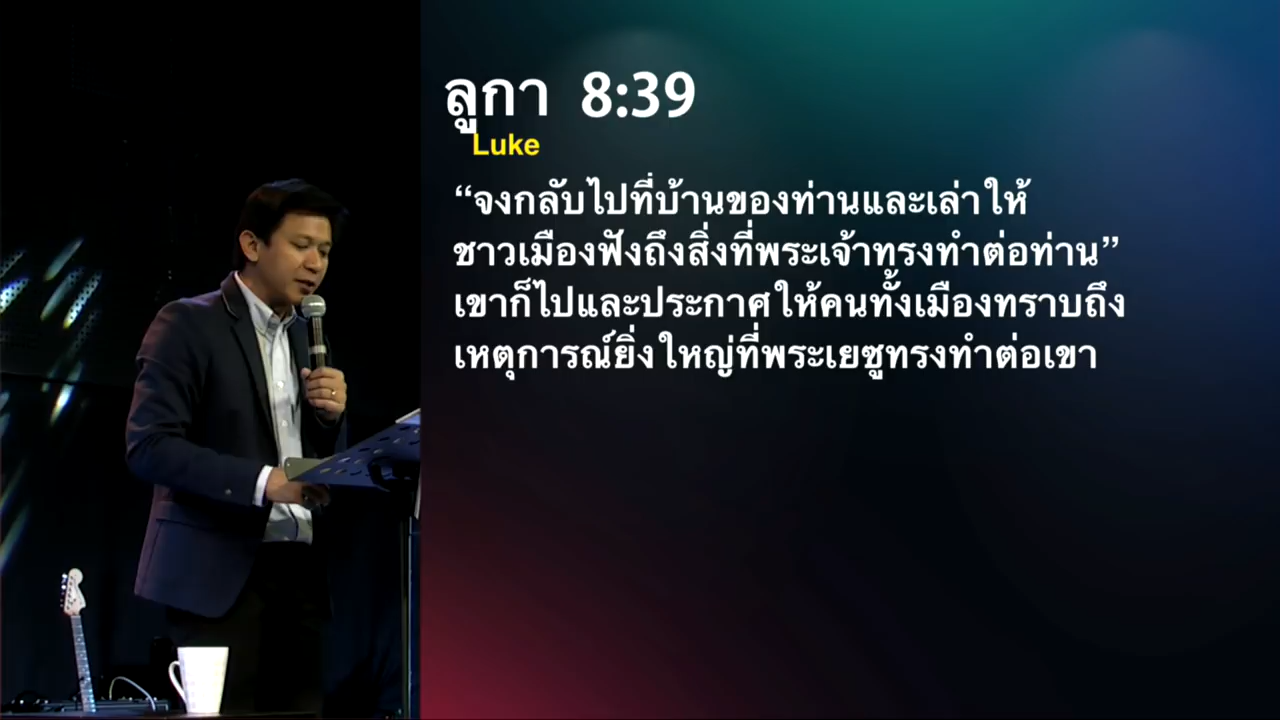 ลูกา 8:39
Luke
“จงกลับไปที่บ้านของท่านและเล่าให้
ชาวเมืองฟังถึงสิ่งที่พระเจ้าทรงทำต่อท่าน”
เขาก็ไปและประกาศให้คนทั้งเมืองทราบถึง
เหตุการณ์ยิ่งใหญ่ที่พระเยซูทรงทำต่อเขา